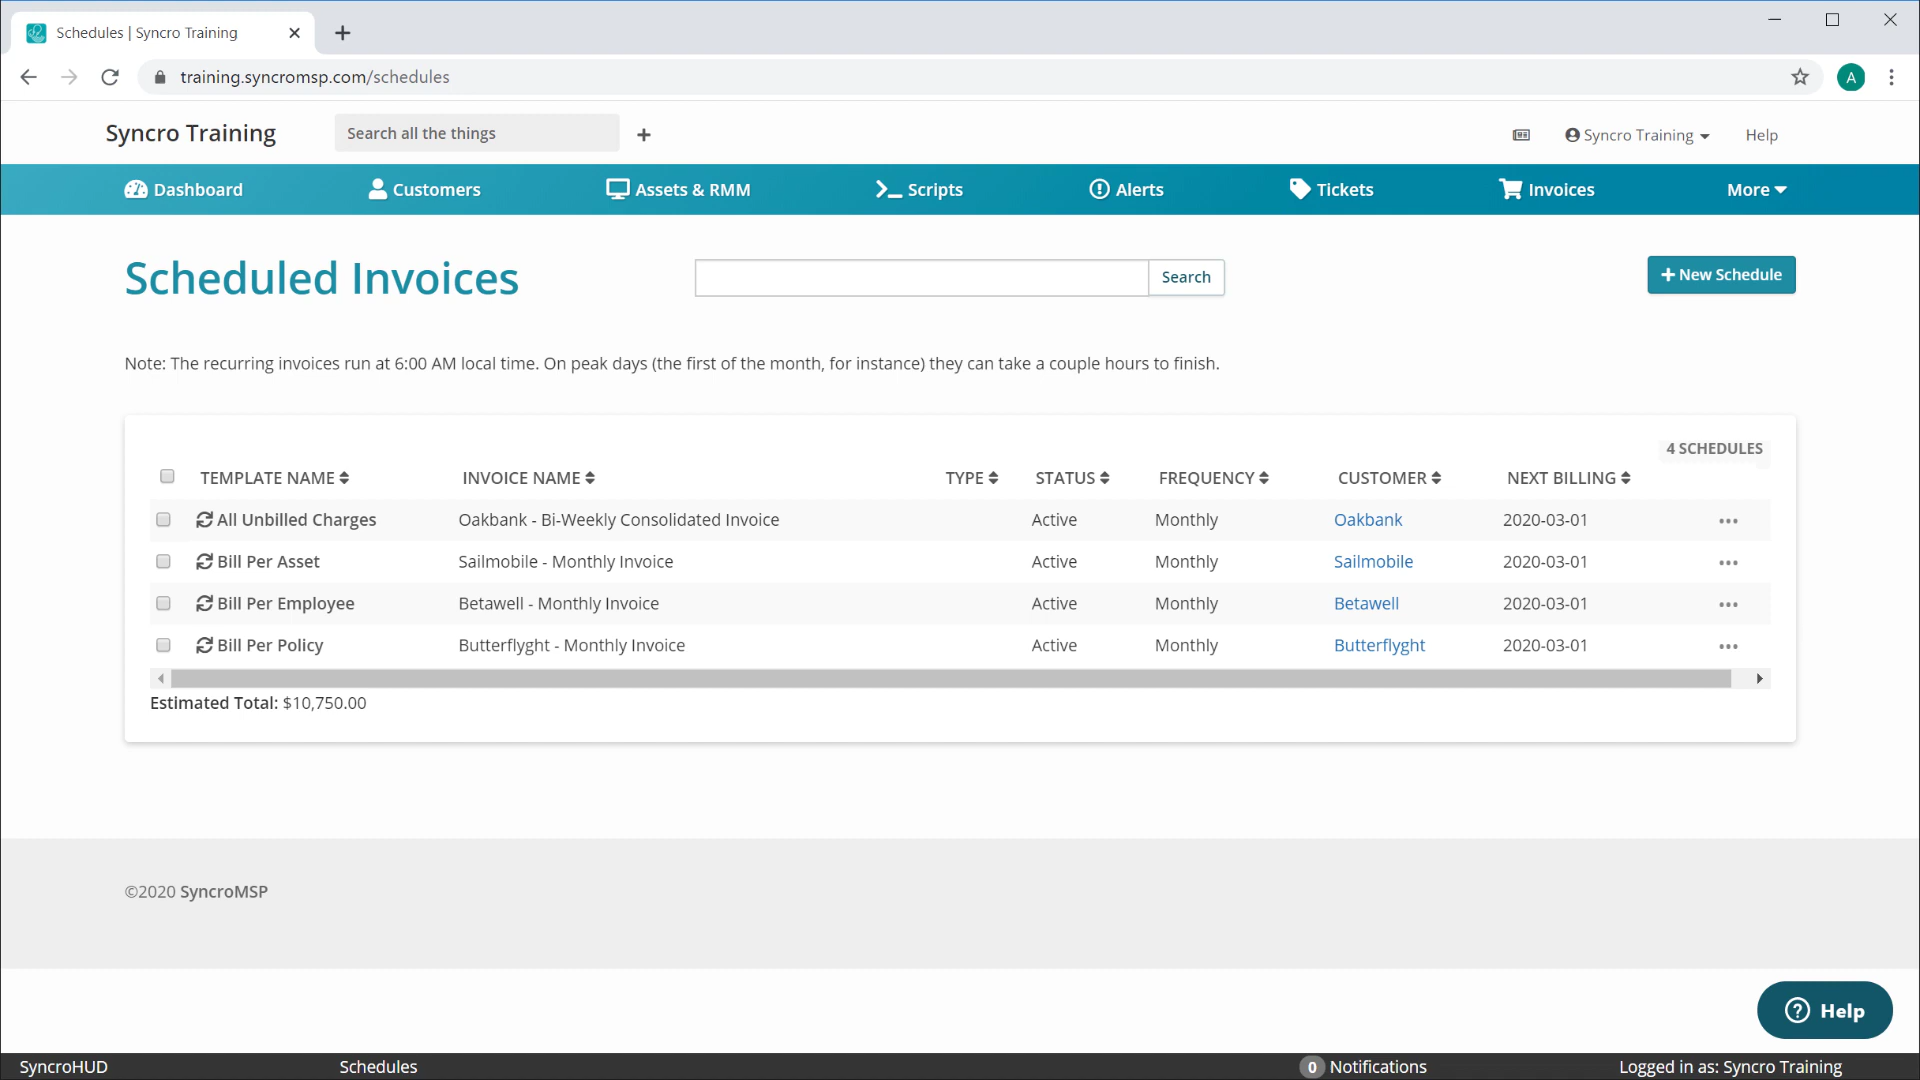 Schedules | Syncro Training
training.syncromsp.com/schedules
A
Syncro Training
Search all the things
Syncro Training
Help
Dashboard
Customers
Assets & RMM
Scripts
Alerts
Tickets
Invoices
More
Scheduled Invoices
Search
New Schedule
Note: The recurring invoices run at 6:00 AM local time. On peak days (the first of the month, for instance) they can take a couple hours to finish.
4 SCHEDULES
TEMPLATE NAME INVOICE NAME TYPE STATUS FREQUENCY CUSTOMER NEXT BILLING
All Unbilled Charges Oakbank - Bi-Weekly Consolidated Invoice Active Monthly Oakbank 2020-03-01
Bill Per Asset Sailmobile - Monthly Invoice Active Monthly Sailmobile 2020-03-01
Bill Per Employee Betawell - Monthly Invoice Active Monthly Betawell 2020-03-01
Bill Per Policy Butterflyght - Monthly Invoice Active Monthly Butterflyght 2020-03-01
Estimated Total: $10,750.00
©2020 SyncroMSP
Help
SyncroHUD
Schedules
0 Notifications
Logged in as: Syncro Training